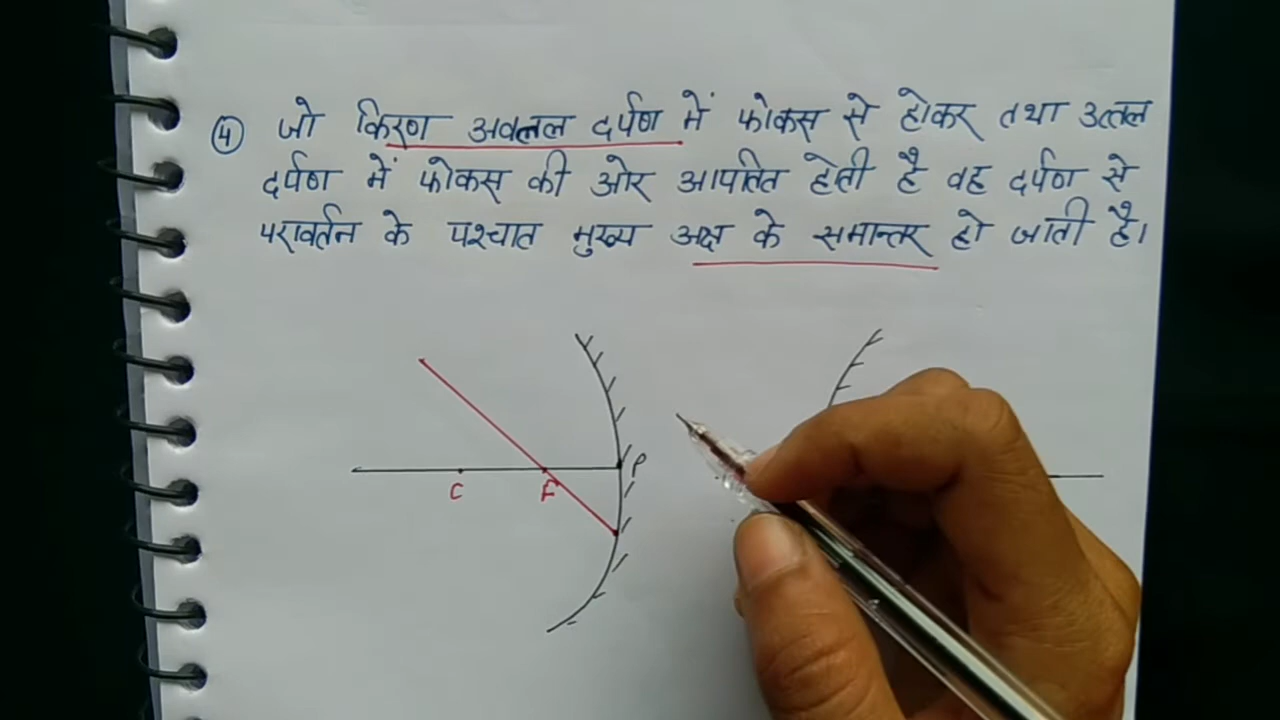 ④ जो किरण अवतल दर्पण में फोकस से होकर तथा उत्तल
दर्पण में फोकस की ओर आपतित होती है वह दर्पण से
परावर्तन के पश्चात मुख्य अक्ष के समान्तर हो जाती है।
P
C F